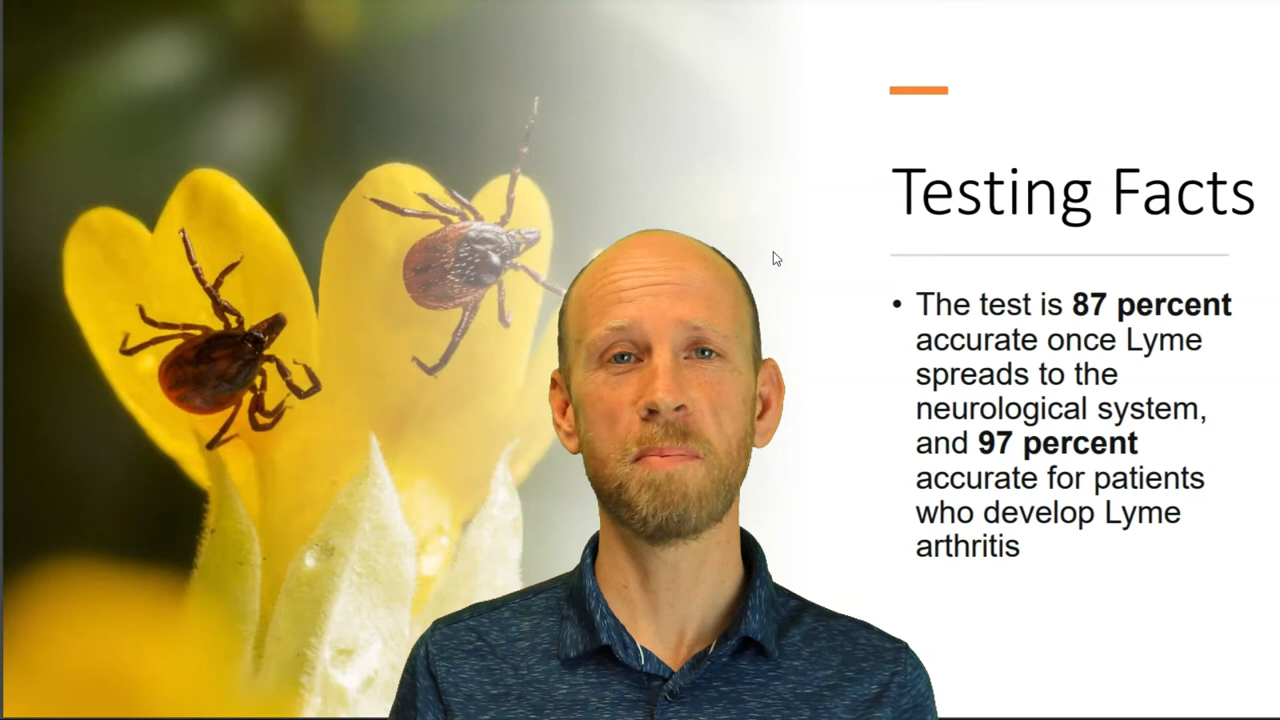 Testing Facts
• The test is 87 percent
accurate once Lyme
spreads to the
neurological system,
and 97 percent
accurate for patients
who develop Lyme
arthritis